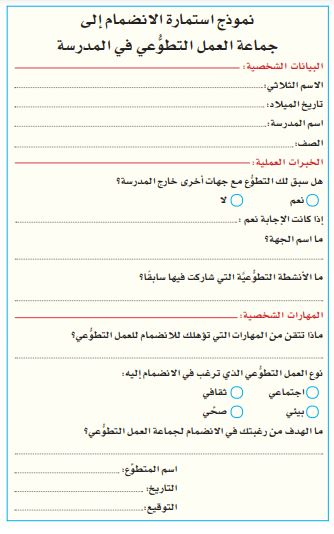 نموذج استمارة الانضمام إلى
جماعة العمل التطوُّعي في المدرسة
البيانات الشخصية:
الاسم الثلاثي:
تاريخ الميلاد:
اسم المدرسة:
الصف:
الخبرات العملية:
هل سبق لك التطوُّع مع جهات أخرى خارج المدرسة؟
نعم لا
إذا كانت الإجابة نعم :
ما اسم الجهة؟
ما الأنشطة التطوُّعيَّة التي شاركت فيها سابقًا؟
المهارات الشخصية:
ماذا تتقن من المهارات التي تؤهلك للانضمام للعمل التطوُّعي؟
نوع العمل التطوُّعي الذي ترغب في الانضمام إليه:
اجتماعي ثقافي
بيئي صحّي
ما الهدف من رغبتك في الانضمام لجماعة العمل التطوُّعي؟
اسم المتطوّع:
التاريخ:
التوقيع: